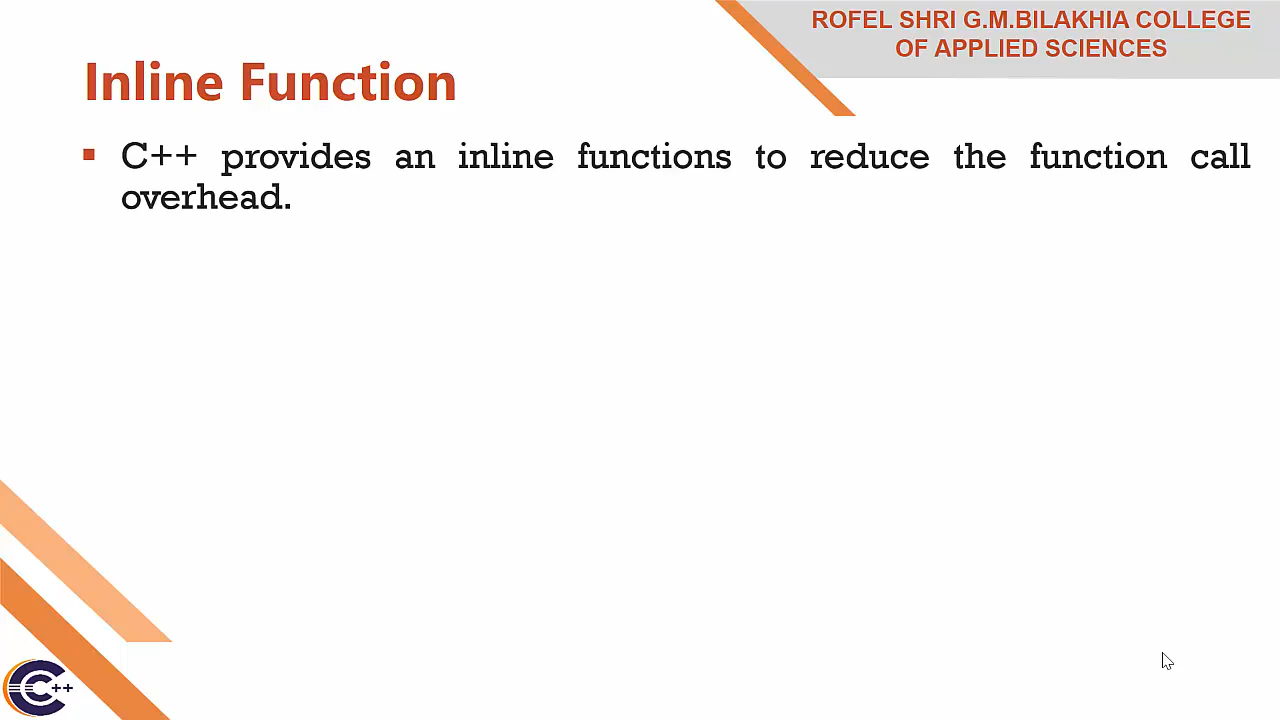 ROFEL SHRI G.M.BILAKHIA COLLEGE
OF APPLIED SCIENCES
Inline Function
▪ C++ provides an inline functions to reduce the function call
overhead.
C++